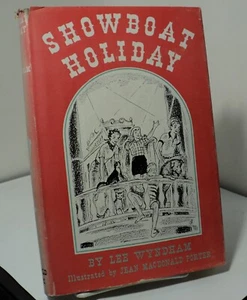 SHOWBOAT
HOLIDAY
BY LEE WYNDHAM
Illustrated by JEAN MACDONALD PORTER